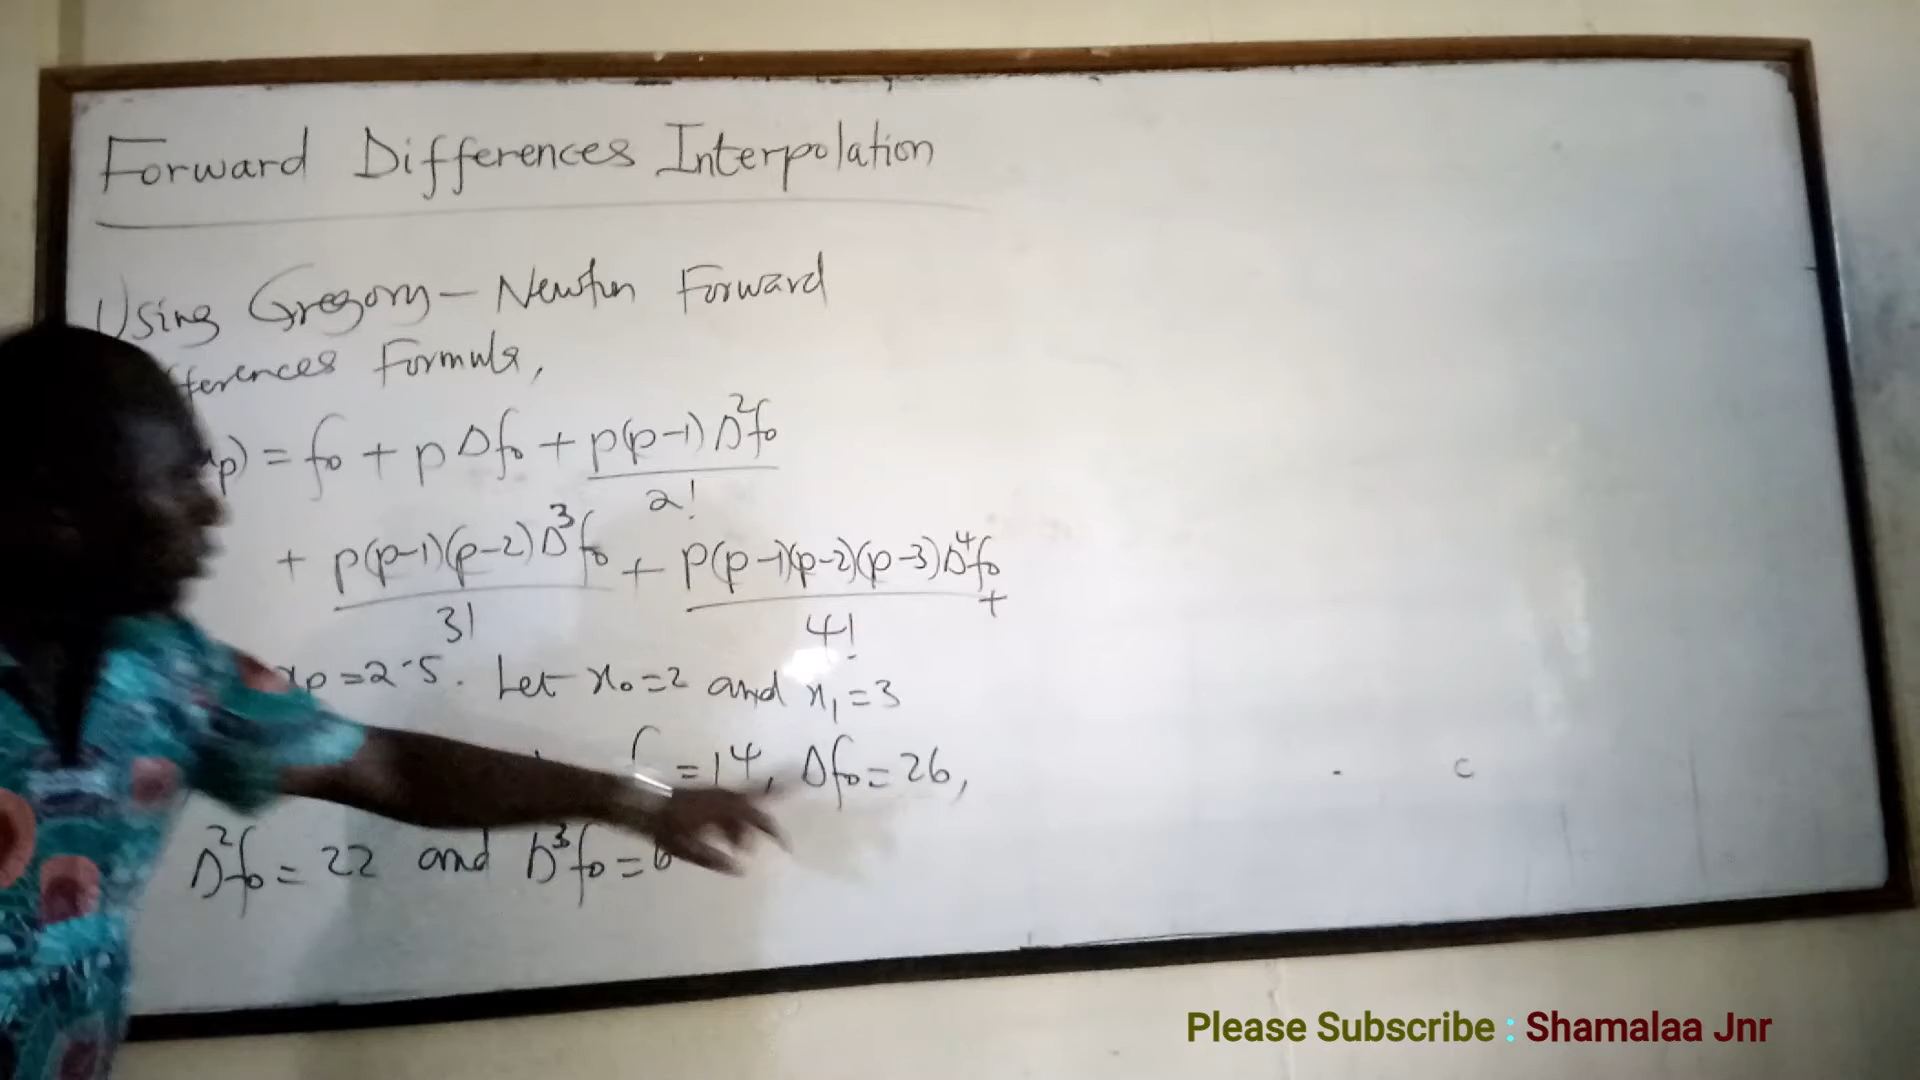 Forward Differences Interpolation
Using Gregory - Newton Forward
ferences Formula,
p) = f₀ + p Δf₀ + p(p-1) Δ²f₀
2!
+ p(p-1)(p-2) Δ³f₀ + p(p-1)(p-2)(p-3) Δ⁴f₀ +
3! 4!
xp = 2.5. Let x₀ = 2 and x₁ = 3
f = 14, Δf₀ = 26,
Δ²f₀ = 22 and Δ³f₀ = 6
Please Subscribe : Shamalaa Jnr